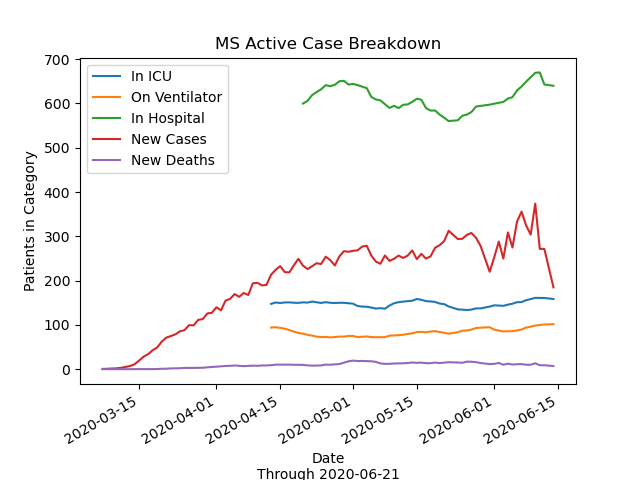 MS Active Case Breakdown
700
600
500
400
300
200
100
0
Patients in Category
In ICU
On Ventilator
In Hospital
New Cases
New Deaths
2020-03-15
2020-04-01
2020-04-15
2020-05-01
2020-05-15
2020-06-01
2020-06-15
Date
Through 2020-06-21